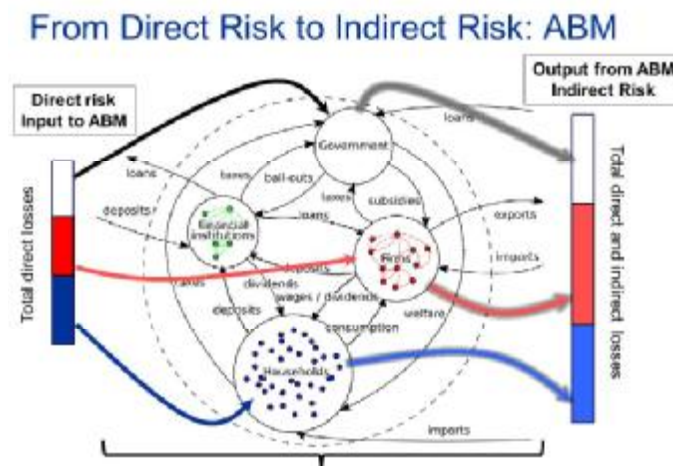 From Direct Risk to Indirect Risk: ABM
Direct risk
Input to ABM
Output from ABM
Indirect Risk
Total direct losses
Total direct and indirect losses
Government
loans
loans
taxes
bail-outs
taxes
subsidies
deposits
Financial
institutions
loans
exports
Firms
imports
deposits
dividends
wages / dividends
deposits
consumption
welfare
Households
imports